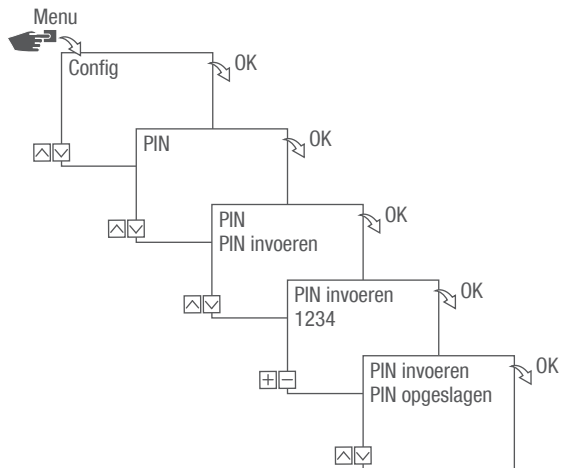 Menu
Config
OK
PIN
OK
PIN
PIN invoeren
OK
PIN invoeren
1234
OK
PIN invoeren
PIN opgeslagen
OK